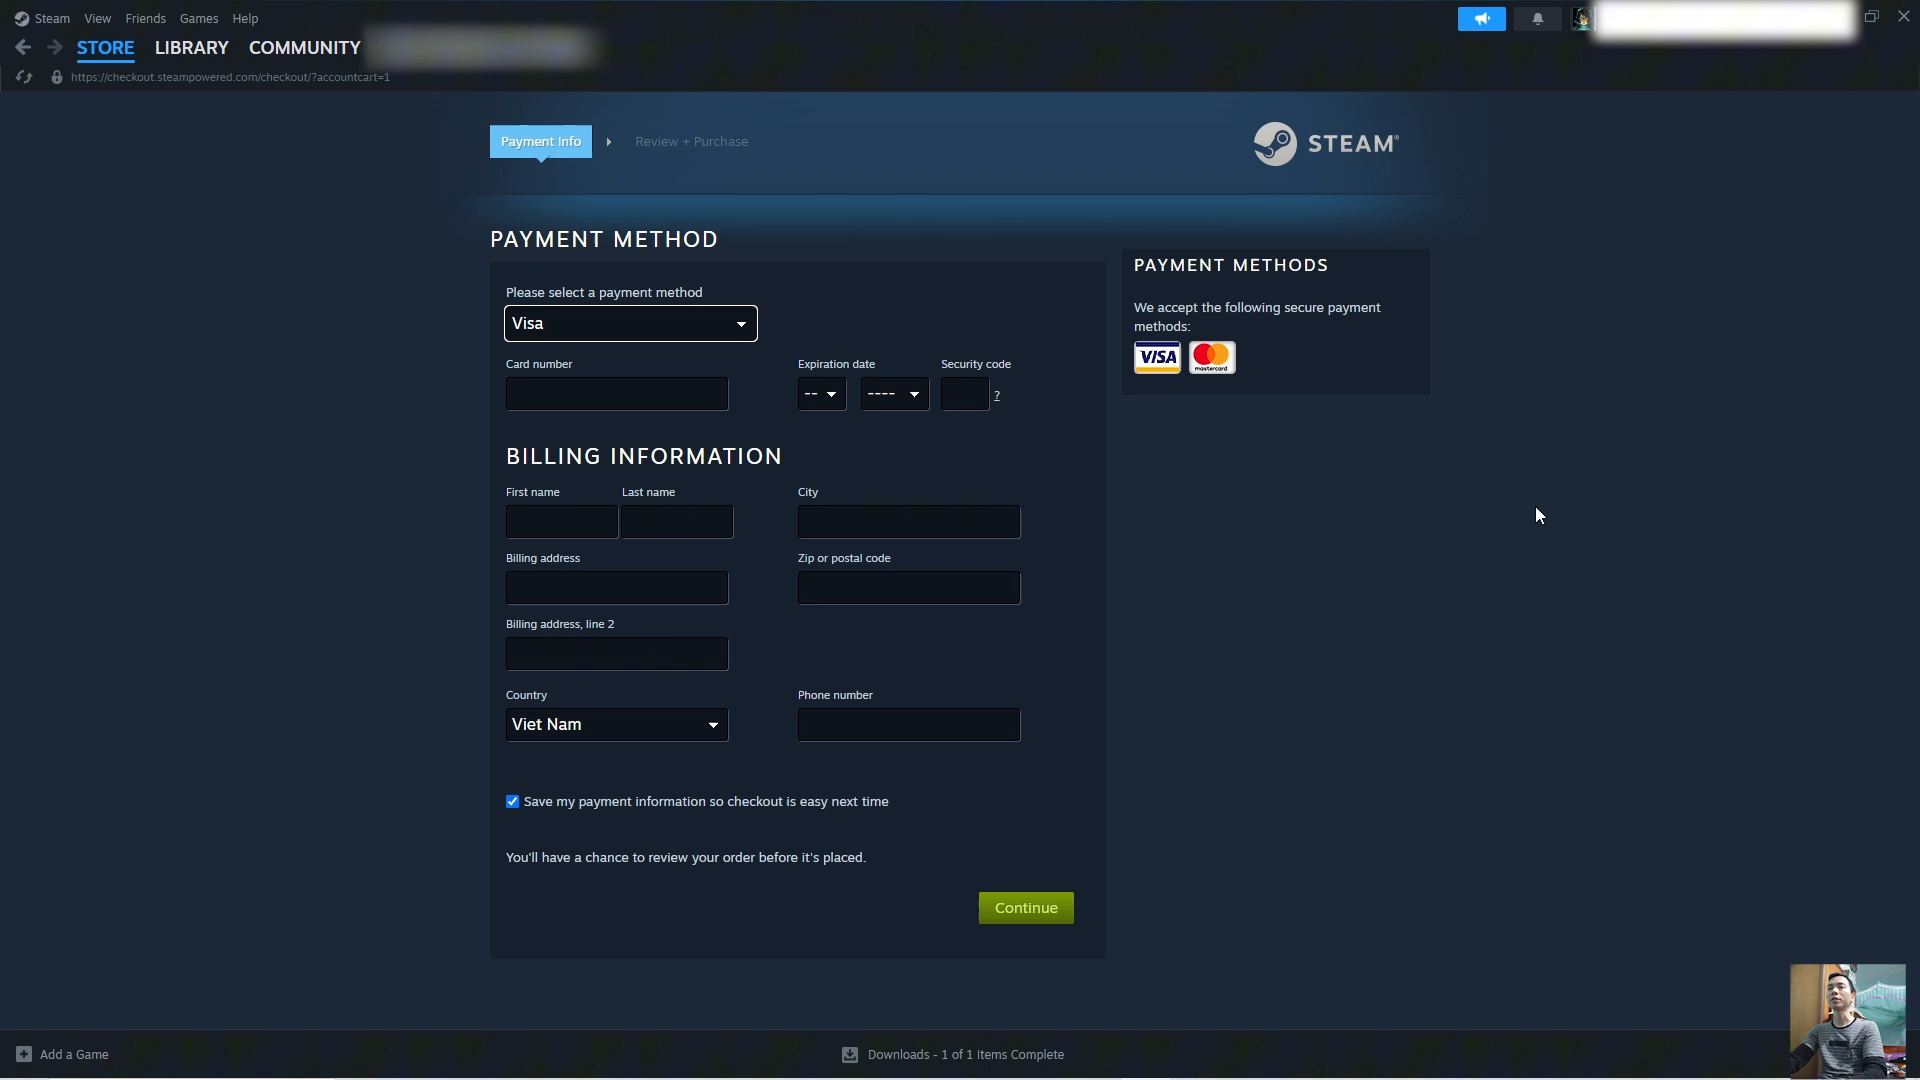 Steam View Friends Games Help
STORE LIBRARY COMMUNITY
https://checkout.steampowered.com/checkout/?accountcart=1
Payment Info Review + Purchase
STEAM®
PAYMENT METHOD
Please select a payment method
Visa
Card number Expiration date Security code
-- ---- ?
BILLING INFORMATION
First name Last name City
Billing address Zip or postal code
Billing address, line 2
Country Phone number
Viet Nam
Save my payment information so checkout is easy next time
You'll have a chance to review your order before it's placed.
Continue
PAYMENT METHODS
We accept the following secure payment
methods:
VISA mastercard
Add a Game Downloads - 1 of 1 Items Complete